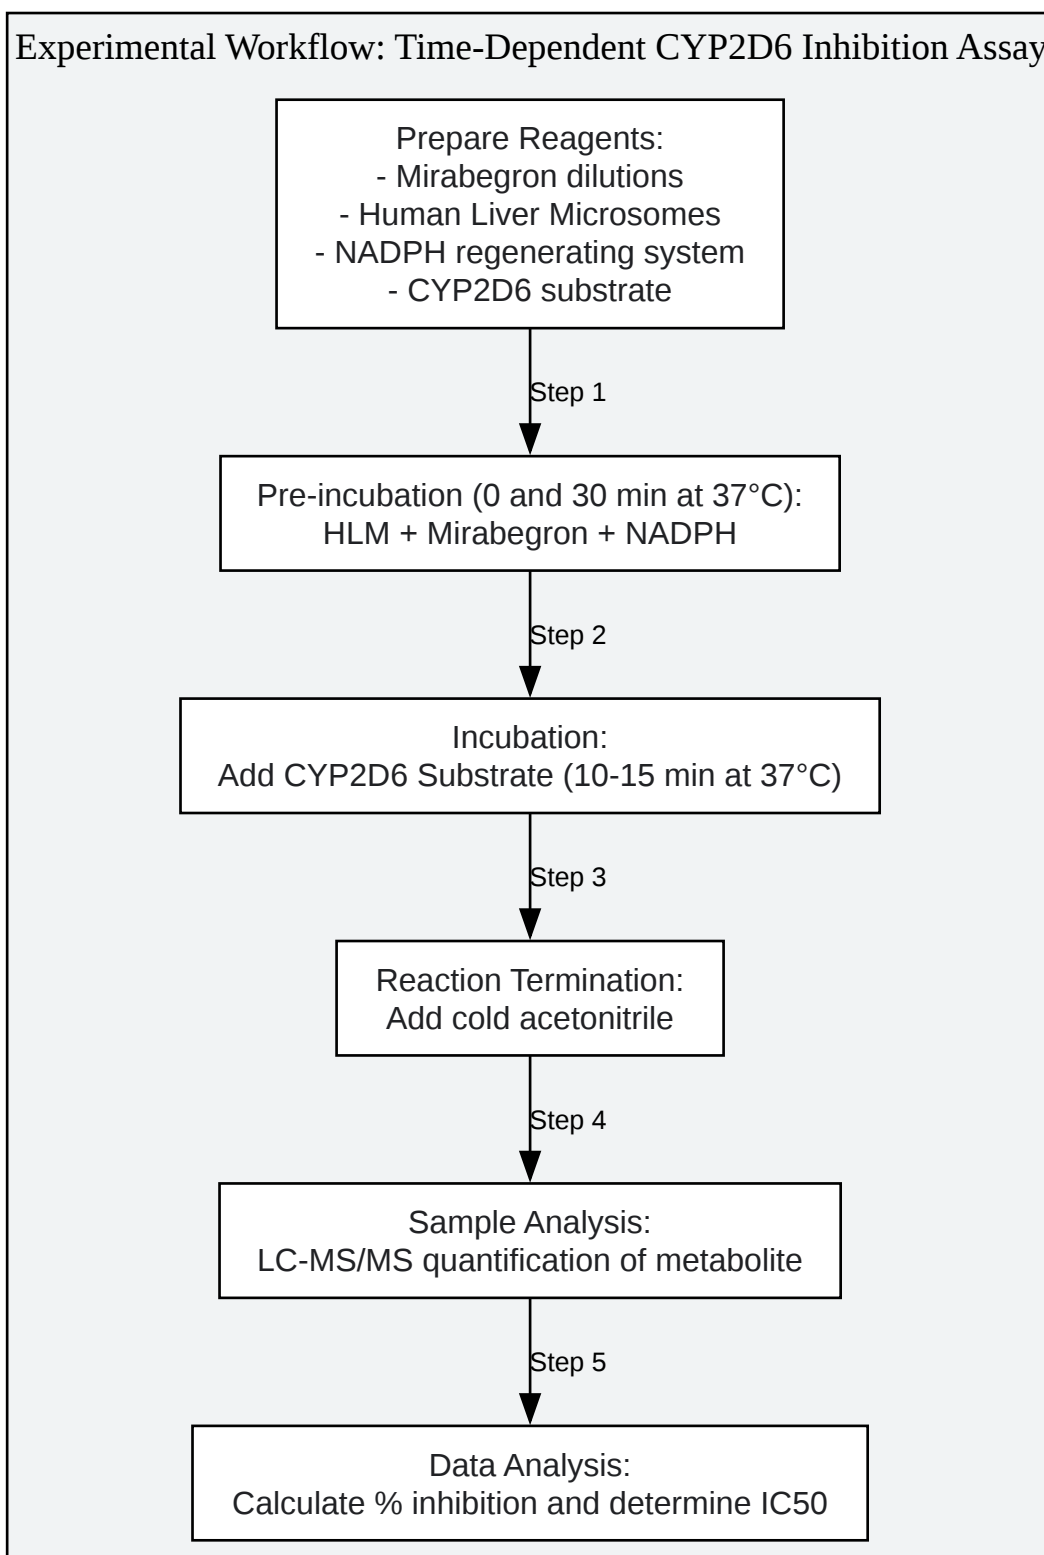 Experimental Workflow: Time-Dependent CYP2D6 Inhibition Assay
Prepare Reagents:
- Mirabegron dilutions
- Human Liver Microsomes
- NADPH regenerating system
- CYP2D6 substrate
Step 1
Pre-incubation (0 and 30 min at 37°C):
HLM + Mirabegron + NADPH
Step 2
Incubation:
Add CYP2D6 Substrate (10-15 min at 37°C)
Step 3
Reaction Termination:
Add cold acetonitrile
Step 4
Sample Analysis:
LC-MS/MS quantification of metabolite
Step 5
Data Analysis:
Calculate % inhibition and determine IC50